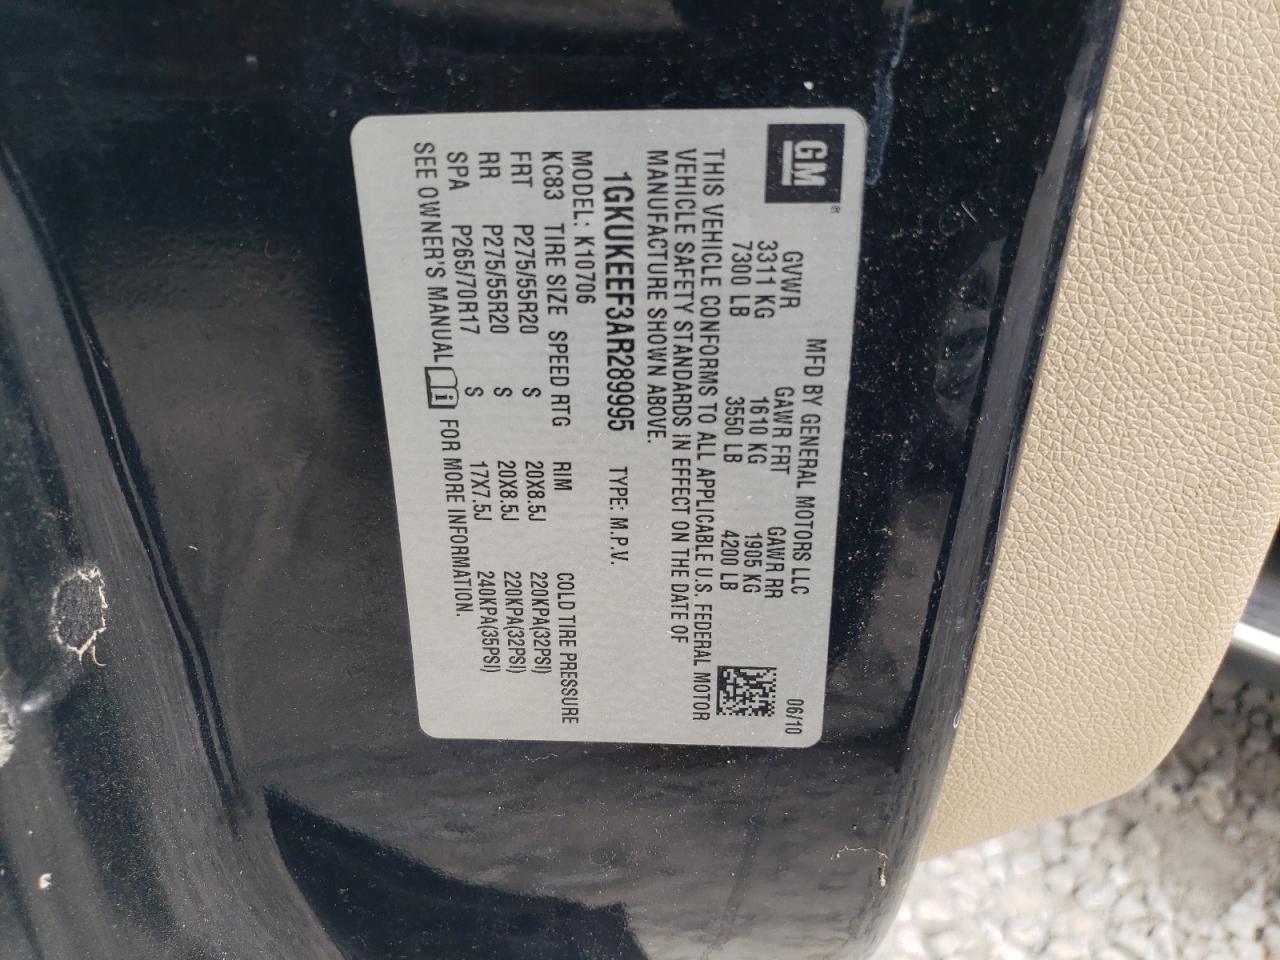 GM
®
MFD BY GENERAL MOTORS LLC 06/10
GVWR GAWR FRT GAWR RR
3311 KG 1610 KG 1905 KG
7300 LB 3550 LB 4200 LB
THIS VEHICLE CONFORMS TO ALL APPLICABLE U.S. FEDERAL MOTOR
VEHICLE SAFETY STANDARDS IN EFFECT ON THE DATE OF
MANUFACTURE SHOWN ABOVE.
1GKUKEEF3AR289995 TYPE: M.P.V.
MODEL: K10706
KC83 TIRE SIZE SPEED RTG RIM COLD TIRE PRESSURE
FRT P275/55R20 S 20X8.5J 220KPA(32PSI)
RR P275/55R20 S 20X8.5J 220KPA(32PSI)
SPA P265/70R17 S 17X7.5J 240KPA(35PSI)
SEE OWNER'S MANUAL i FOR MORE INFORMATION.